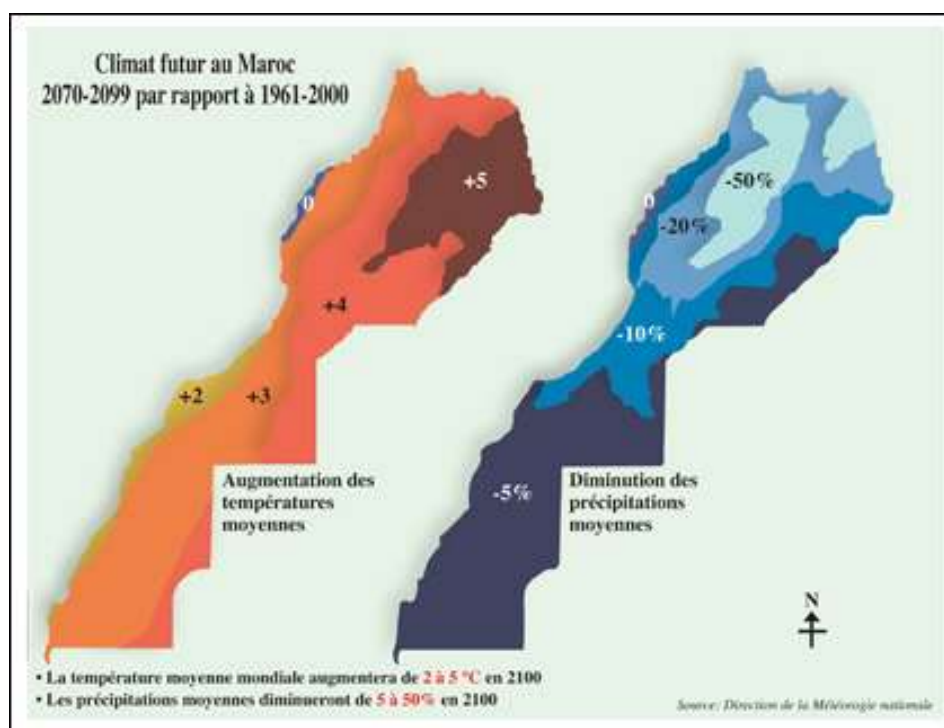 Climat futur au Maroc
2070-2099 par rapport à 1961-2000
0
+5
+4
+2
+3
Augmentation des
températures
moyennes
-50%
0
-20%
-10%
-5%
Diminution des
précipitations
moyennes
N
• La température moyenne mondiale augmentera de 2 à 5 °C en 2100
• Les précipitations moyennes diminueront de 5 à 50% en 2100
Source: Direction de la Météorogie nationale